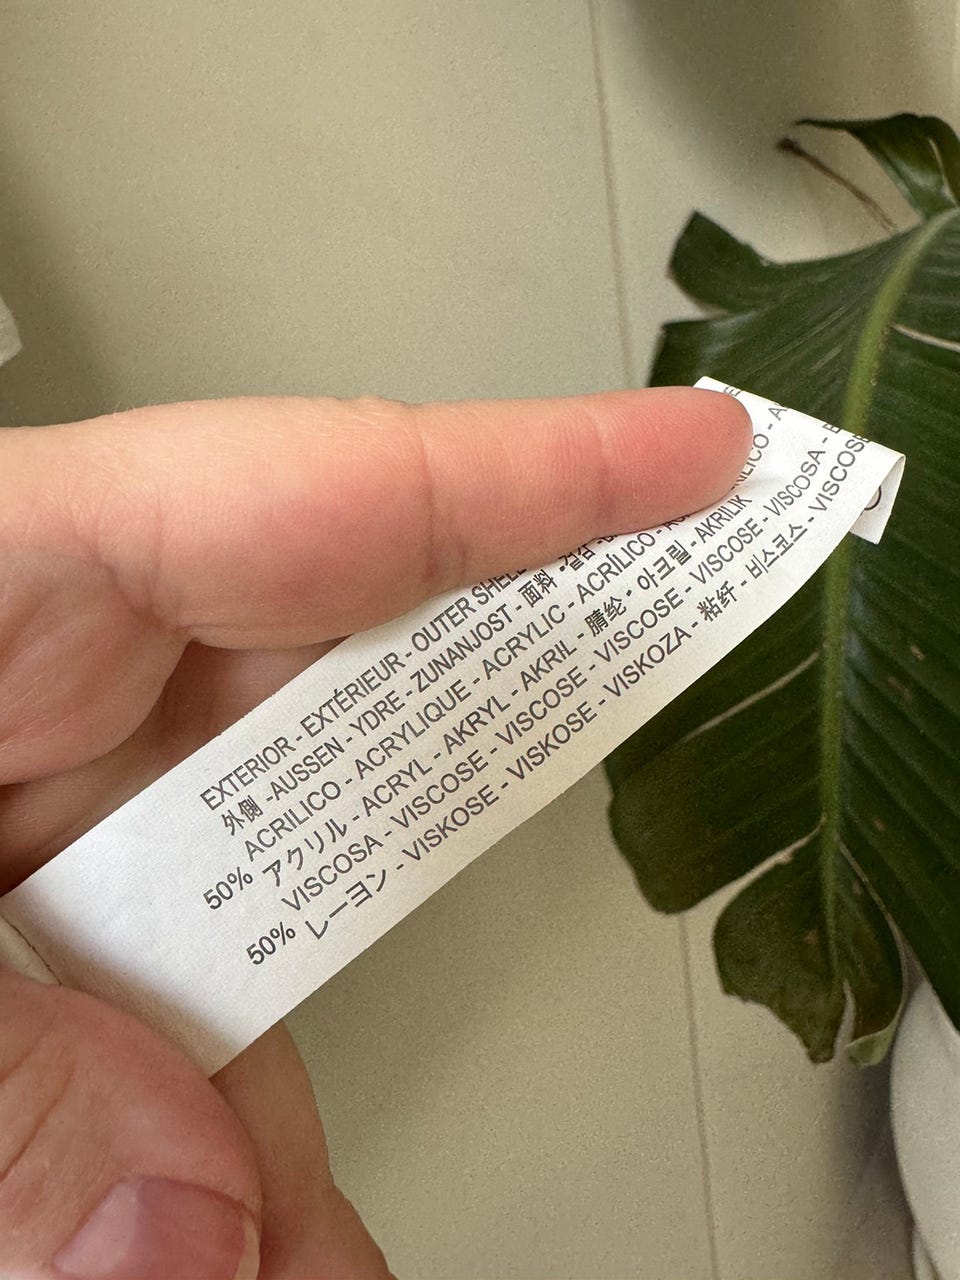 EXTERIOR - EXTÉRIEUR - OUTER SHELL
外側 -AUSSEN - YDRE - ZUNANJOST - 面料 •겉감
50% ACRILICO - ACRYLIQUE - ACRYLIC - ACRÍLICO
アクリル - ACRYL - AKRYL - AKRIL - 腈纶 • 아크릴 - AKRILIK
50% VISCOSA - VISCOSE - VISCOSE - VISCOSE - VISCOSE - VISCOSA
レーヨン - VISKOSE - VISKOZE - VISKOZA - 粘纤 - 비스코스 - VISCOSE